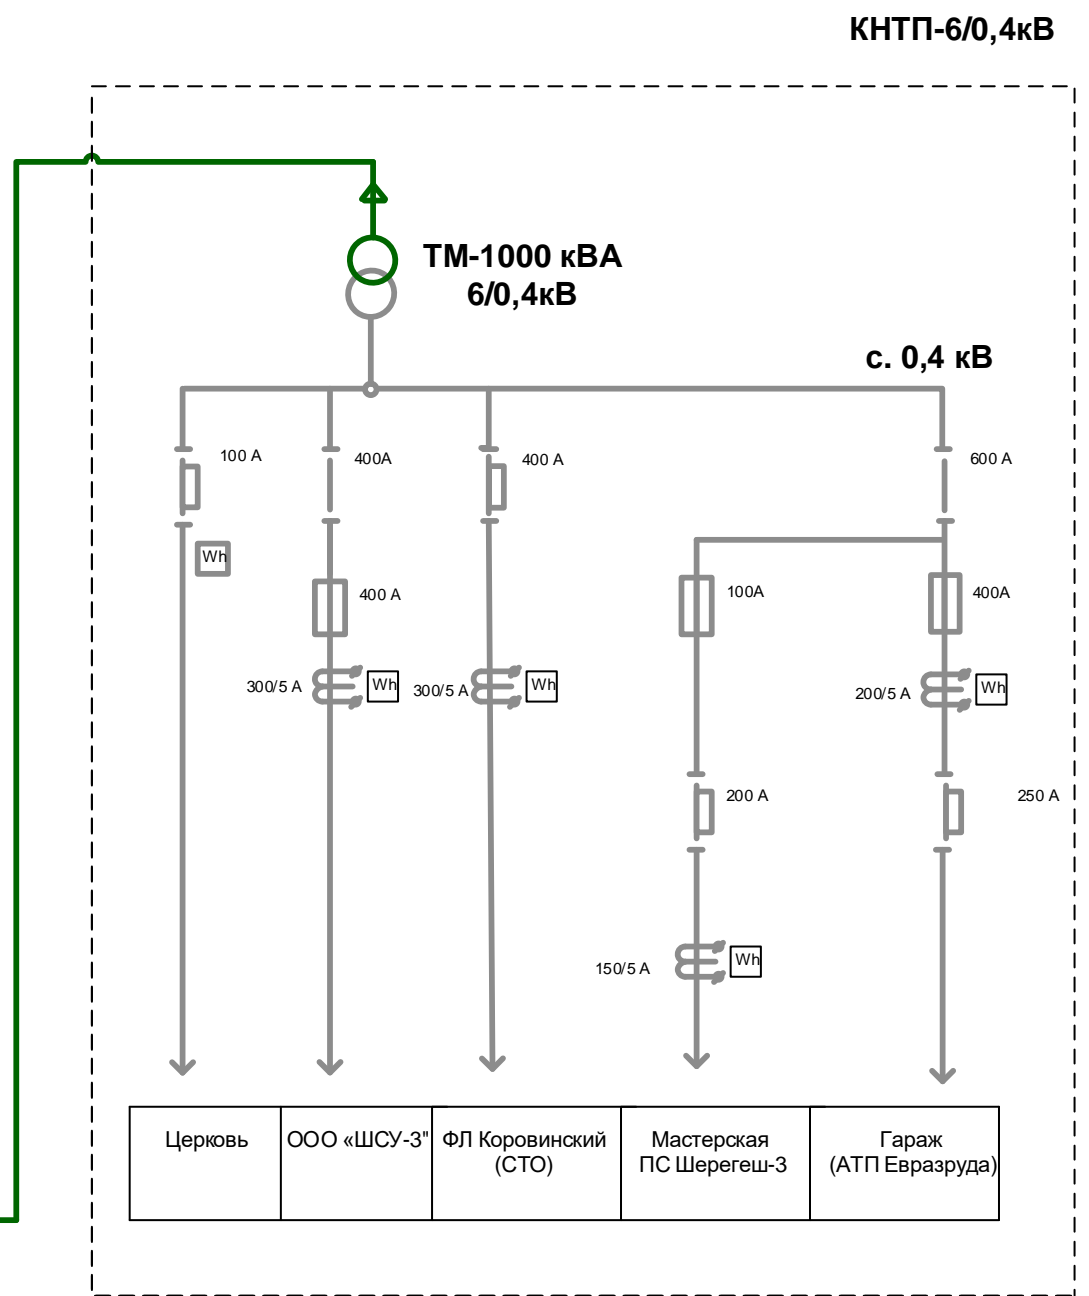 КНТП-6/0,4кВ
ТМ-1000 кВА
6/0,4кВ
с. 0,4 кВ
100 А
400А
400 А
600 А
Wh
400 А
100А
400А
300/5 А
Wh
300/5 А
Wh
200/5 А
Wh
200 А
250 А
150/5 А
Wh
Церковь
ООО «ШСУ-3"
ФЛ Коровинский
(СТО)
Мастерская
ПС Шерегеш-3
Гараж
(АТП Евразруда)